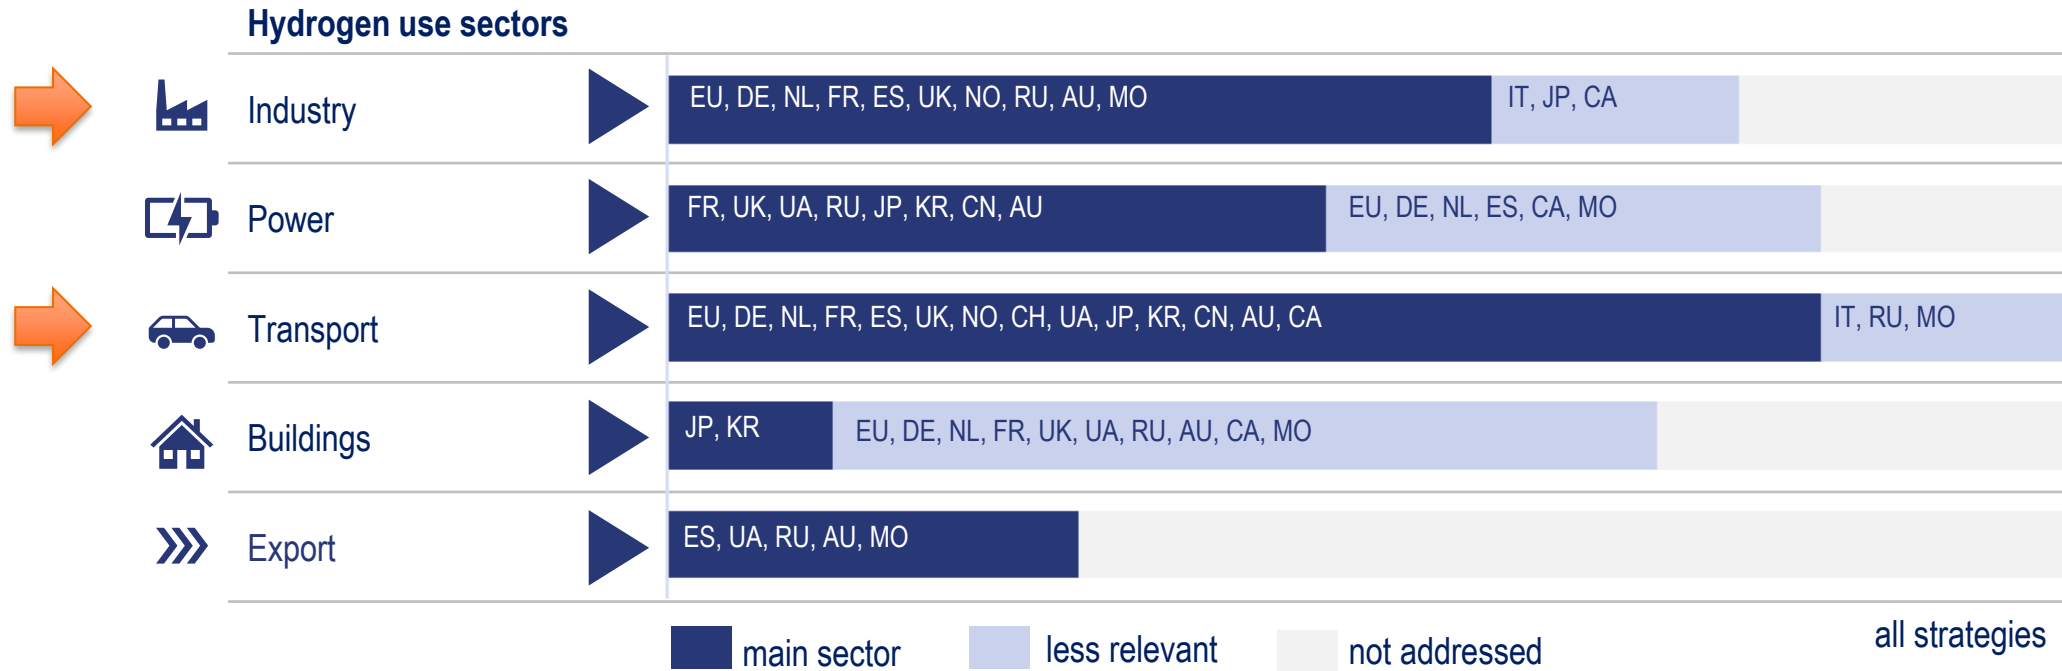 Hydrogen use sectors
Industry
EU, DE, NL, FR, ES, UK, NO, RU, AU, MO
IT, JP, CA
Power
FR, UK, UA, RU, JP, KR, CN, AU
EU, DE, NL, ES, CA, MO
Transport
EU, DE, NL, FR, ES, UK, NO, CH, UA, JP, KR, CN, AU, CA
IT, RU, MO
Buildings
JP, KR
EU, DE, NL, FR, UK, UA, RU, AU, CA, MO
Export
ES, UA, RU, AU, MO
main sector
less relevant
not addressed
all strategies